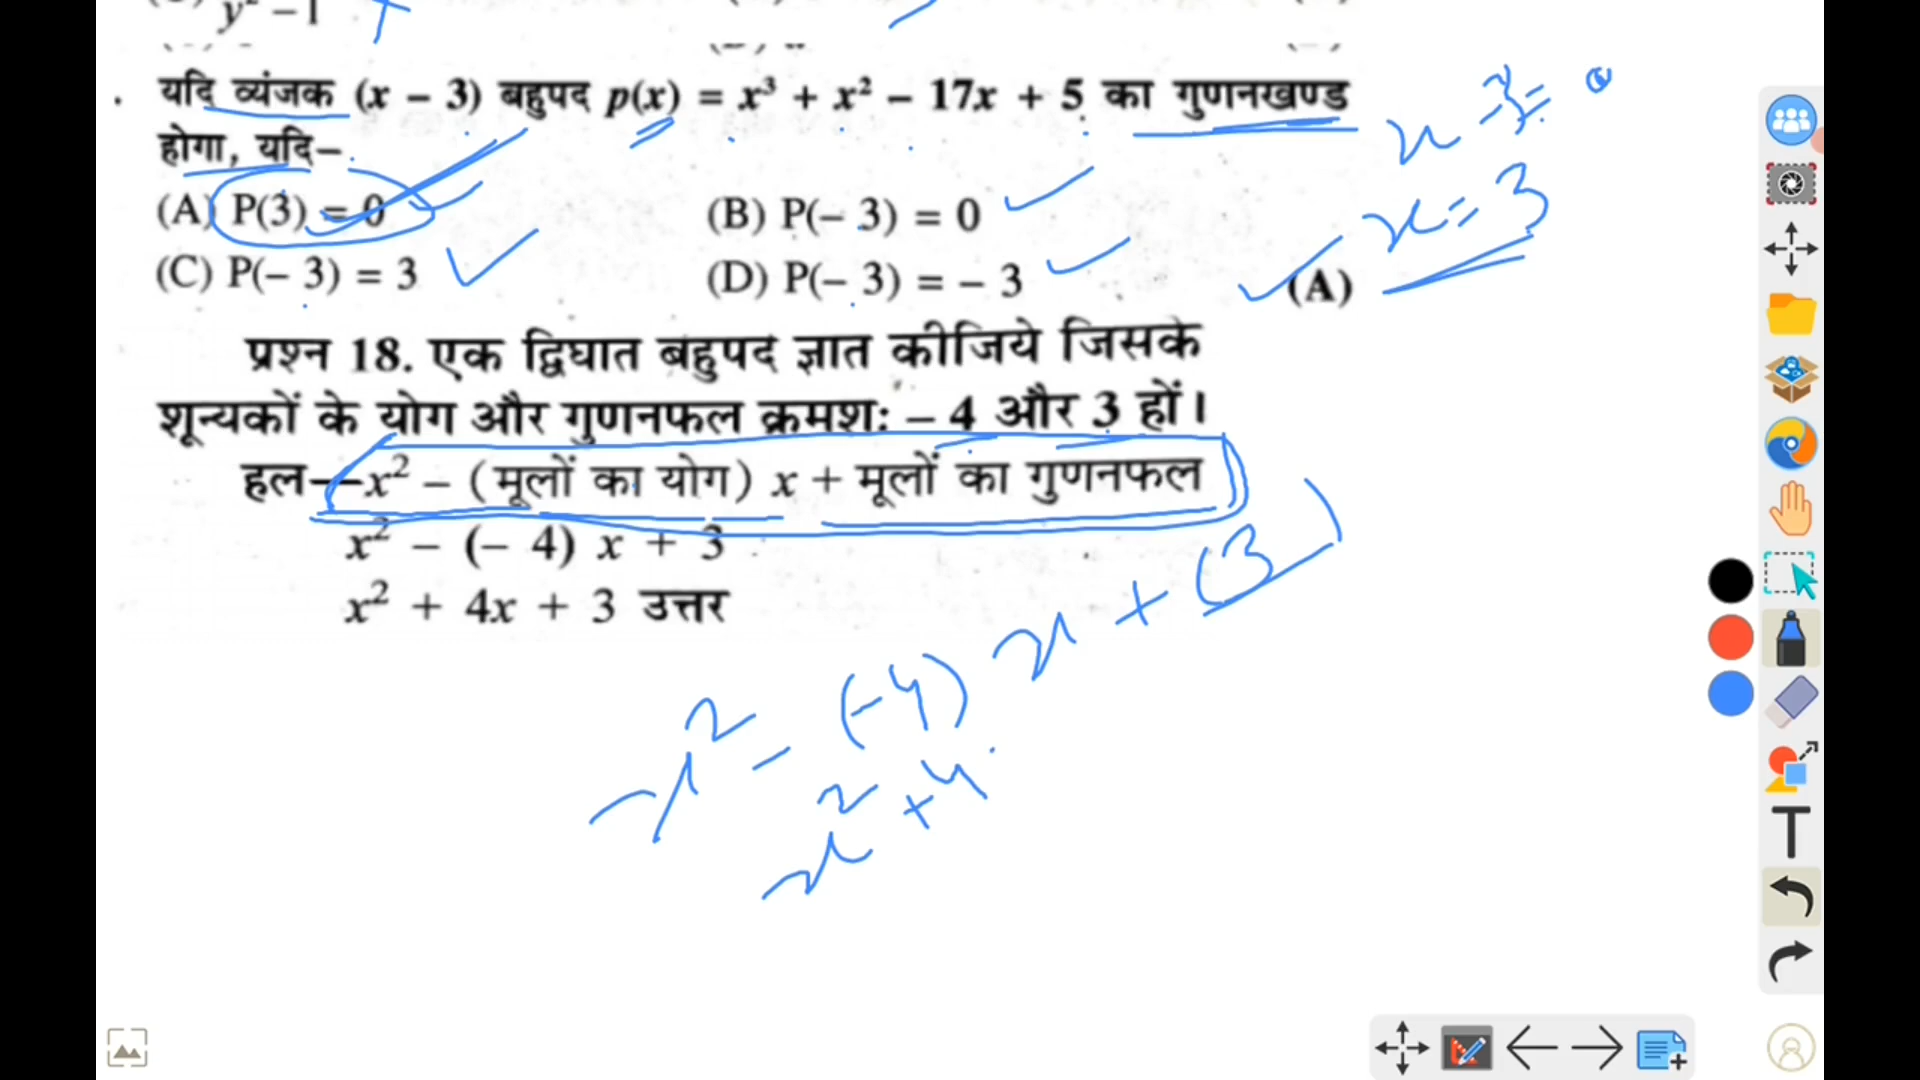 y² – 1
. यदि व्यंजक (x – 3) बहुपद p(x) = x³ + x² – 17x + 5 का गुणनखण्ड
होगा, यदि–
(A) P(3) = 0 (B) P(– 3) = 0
(C) P(– 3) = 3 (D) P(– 3) = – 3 (A)
x - 3 = 0
x = 3
प्रश्न 18. एक द्विघात बहुपद ज्ञात कीजिये जिसके
शून्यकों के योग और गुणनफल क्रमशः – 4 और 3 हों।
हल—x² – (मूलों का योग) x + मूलों का गुणनफल
x² – (– 4) x + 3
x² + 4x + 3 उत्तर
x² - (-4) x + (3)
x² + 4
T